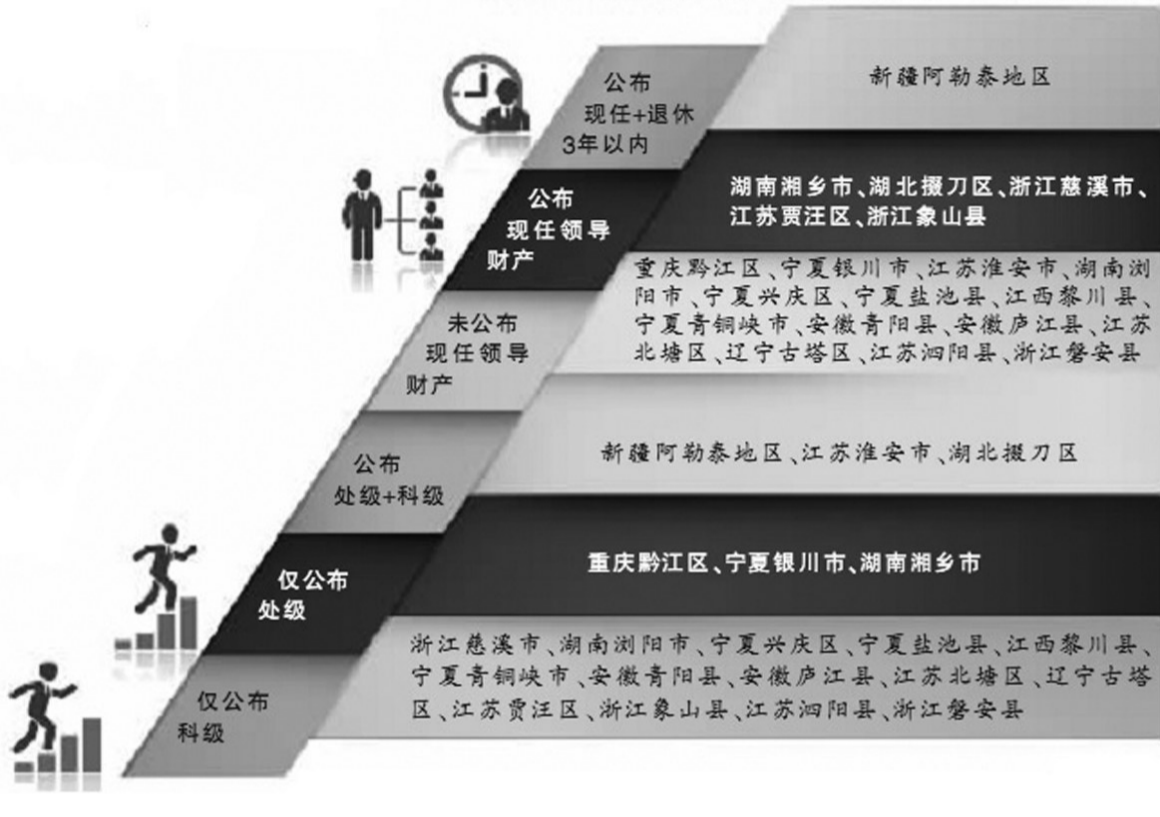 公布
现任+退休
3年以内
新疆阿勒泰地区
公布
现任领导
财产
湖南湘乡市、湖北掇刀区、浙江慈溪市、
江苏贾汪区、浙江象山县
未公布
现任领导
财产
重庆黔江区、宁夏银川市、江苏淮安市、湖南浏
阳市、宁夏兴庆区、宁夏盐池县、江西黎川县、
宁夏青铜峡市、安徽青阳县、安徽庐江县、江苏
北塘区、辽宁古塔区、江苏泗阳县、浙江磐安县
公布
处级+科级
新疆阿勒泰地区、江苏淮安市、湖北掇刀区
仅公布
处级
重庆黔江区、宁夏银川市、湖南湘乡市
仅公布
科级
浙江慈溪市、湖南浏阳市、宁夏兴庆区、宁夏盐池县、江西黎川县、
宁夏青铜峡市、安徽青阳县、安徽庐江县、江苏北塘区、辽宁古塔
区、江苏贾汪区、浙江象山县、江苏泗阳县、浙江磐安县